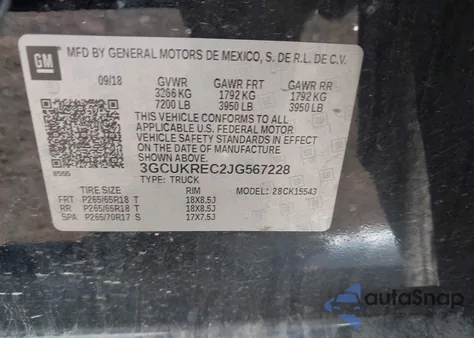 GM
MFD BY GENERAL MOTORS DE MEXICO, S. DE R.L. DE C.V.
09/18 GVWR GAWR FRT GAWR RR
3266 KG 1792 KG 1792 KG
7200 LB 3950 LB 3950 LB
THIS VEHICLE CONFORMS TO ALL
APPLICABLE U.S. FEDERAL MOTOR
VEHICLE SAFETY STANDARDS IN EFFECT
ON THE DATE OF MANUFACTURE SHOWN ABOVE.
3GCUKREC2JG567228
TYPE: TRUCK
TIRE SIZE RIM MODEL: 28CK15543
FRT P265/65R18 T 18X8.5J
RR P265/65R18 T 18X8.5J
SPA P265/70R17 S 17X7.5J
autoSnap